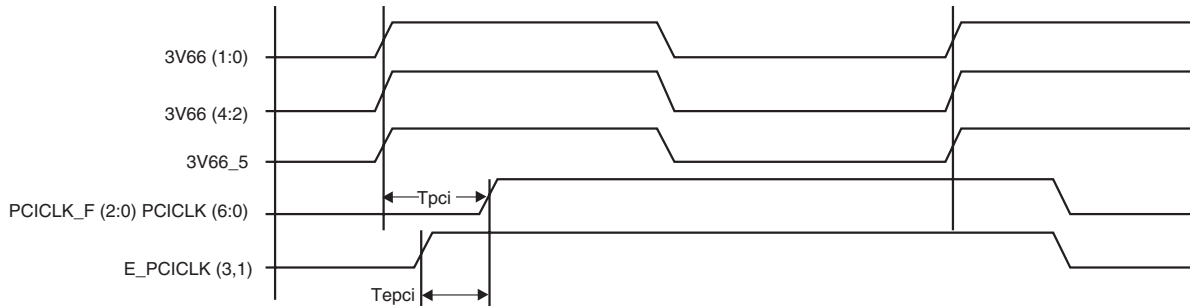 3V66 (1:0)
3V66 (4:2)
3V66_5
Tpci
PCICLK_F (2:0) PCICLK (6:0)
E_PCICLK (3,1)
Tepci